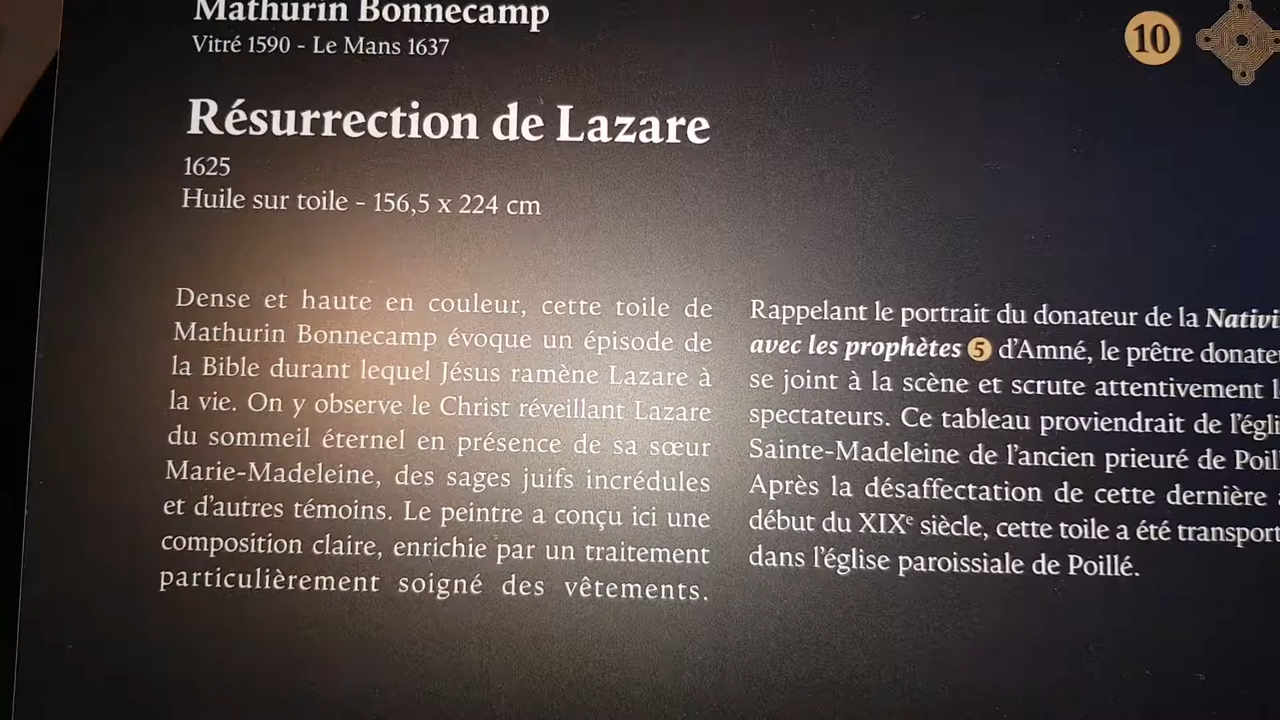 Mathurin Bonnecamp
Vitré 1590 - Le Mans 1637
10
Résurrection de Lazare
1625
Huile sur toile - 156,5 x 224 cm
Dense et haute en couleur, cette toile de
Mathurin Bonnecamp évoque un épisode de
la Bible durant lequel Jésus ramène Lazare à
la vie. On y observe le Christ réveillant Lazare
du sommeil éternel en présence de sa sœur
Marie-Madeleine, des sages juifs incrédules
et d'autres témoins. Le peintre a conçu ici une
composition claire, enrichie par un traitement
particulièrement soigné des vêtements.
Rappelant le portrait du donateur de la
avec les prophètes 5 d'Amné, le prêtre
se joint à la scène et scrute attentivement
spectateurs. Ce tableau proviendrait de
Sainte-Madeleine de l'ancien prieuré de
Après la désaffectation de cette dernière
début du XIXe siècle, cette toile a été
dans l'église paroissiale de Poillé.